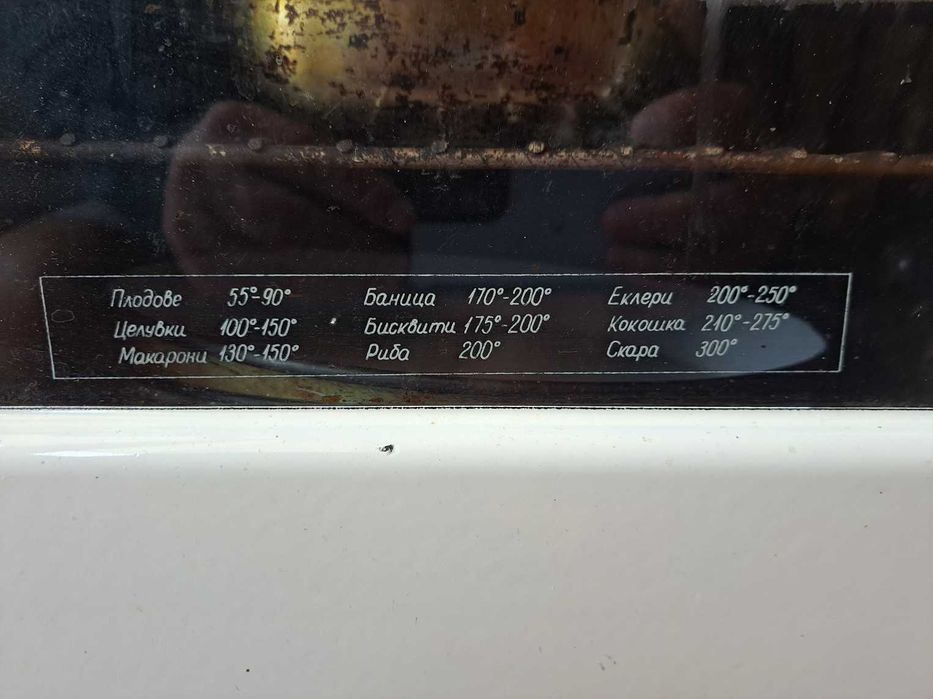 Плодове 55°-90° Баница 170°-200° Еклери 200°-250°
Целувки 100°-150° Бисквити 175°-200° Кокошка 210°-275°
Макарони 130°-150° Риба 200° Скара 300°